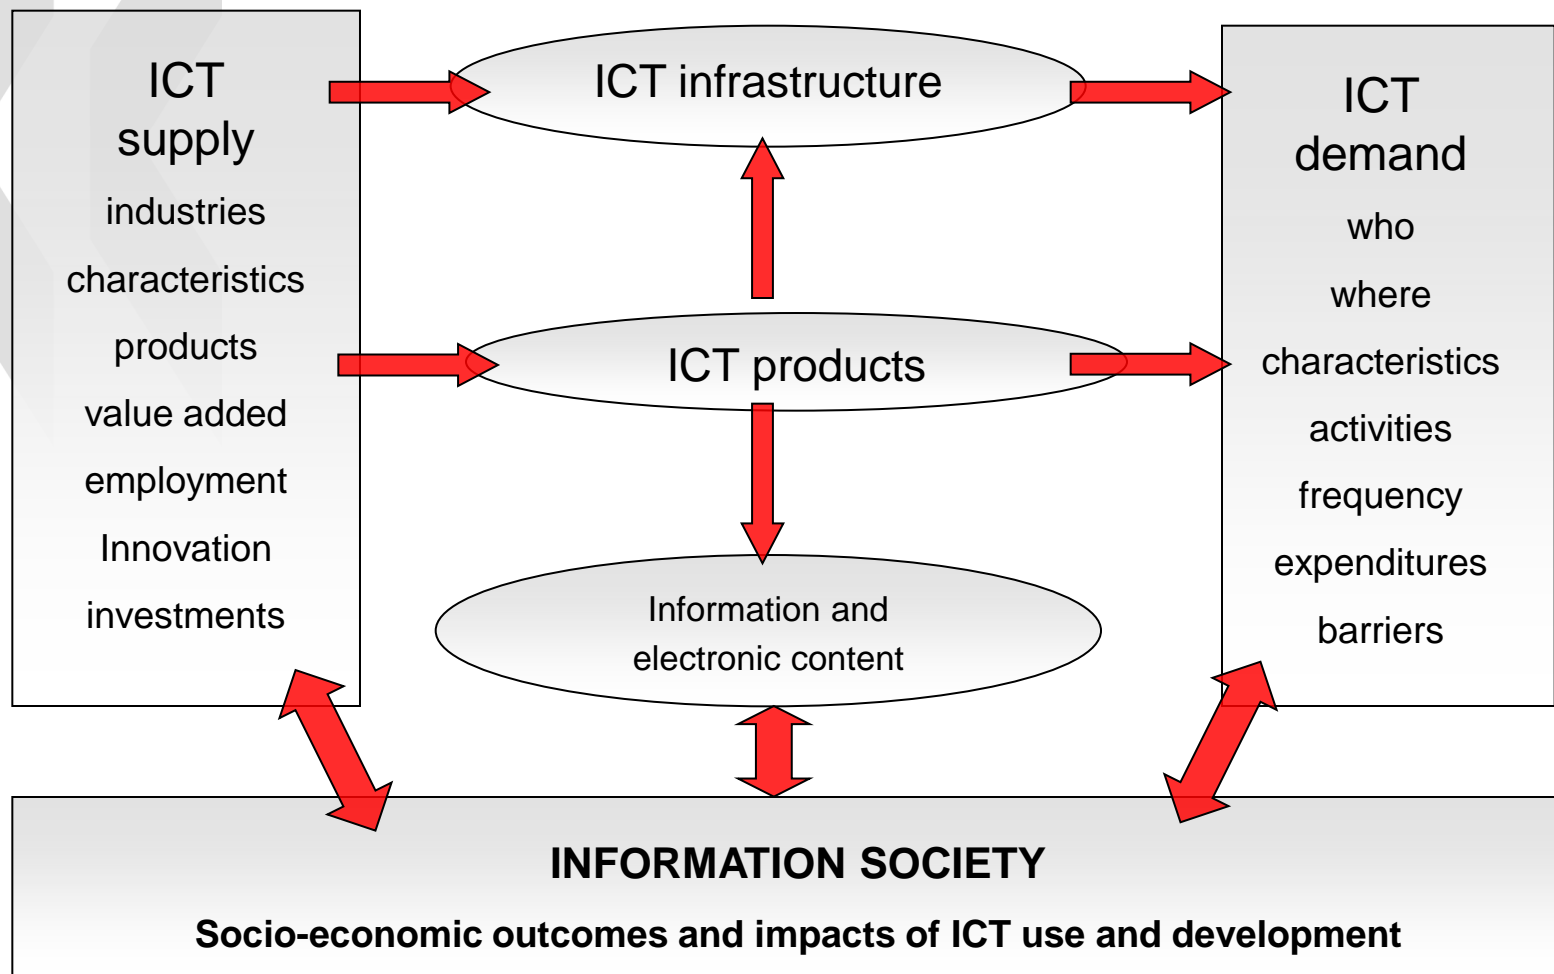 ICT
supply
industries
characteristics
products
value added
employment
Innovation
investments
ICT infrastructure
ICT products
Information and
electronic content
ICT
demand
who
where
characteristics
activities
frequency
expenditures
barriers
INFORMATION SOCIETY
Socio-economic outcomes and impacts of ICT use and development